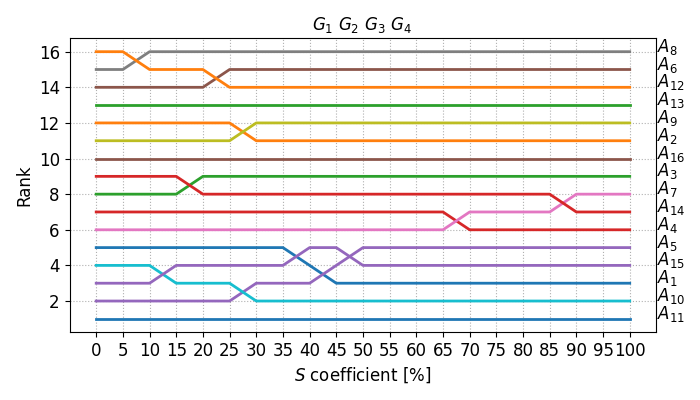 G₁ G₂ G₃ G₄
Rank
16
14
12
10
8
6
4
2
A₈
A₆
A₁₂
A₁₃
A₉
A₂
A₁₆
A₃
A₇
A₁₄
A₄
A₅
A₁₅
A₁
A₁₀
A₁₁
0 5 10 15 20 25 30 35 40 45 50 55 60 65 70 75 80 85 90 95 100
S coefficient [%]